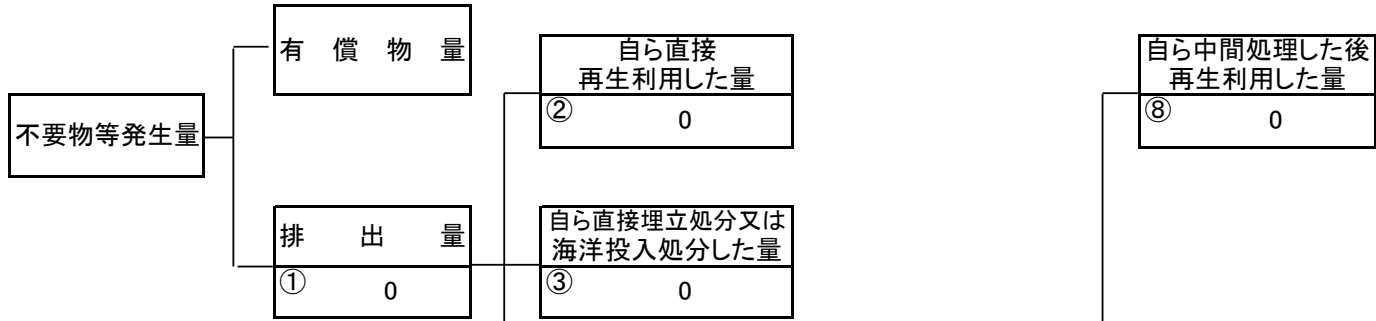 不要物等発生量
有償物量
排出量
① 0
自ら直接
再生利用した量
② 0
自ら直接埋立処分又は
海洋投入処分した量
③ 0
自ら中間処理した後
再生利用した量
⑧ 0